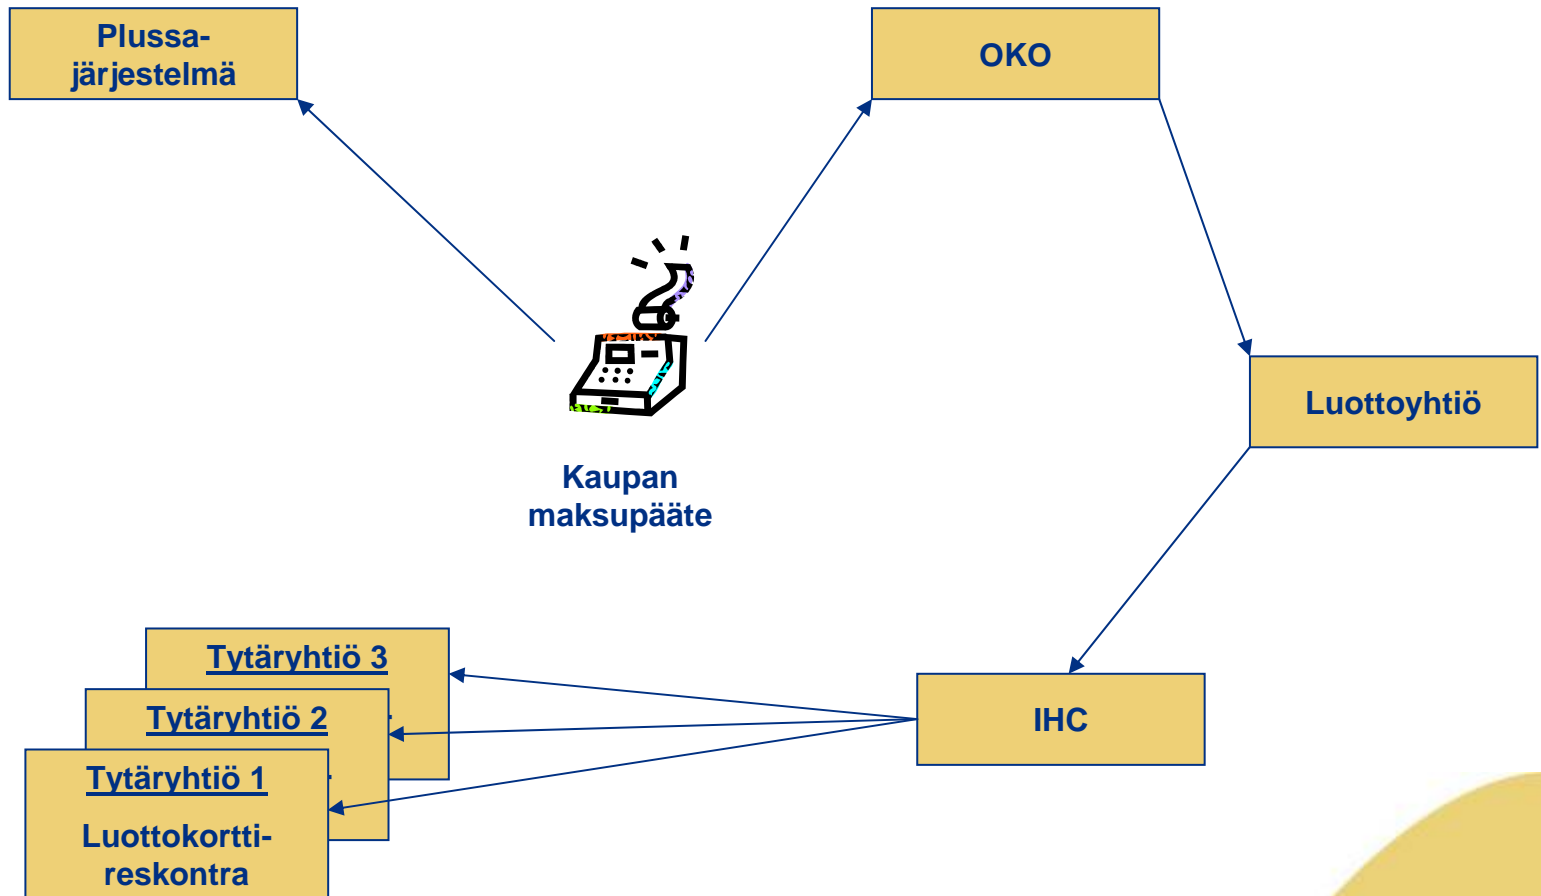 Plussa-
järjestelmä
OKO
Luottoyhtiö
Kaupan
maksupääte
Tytäryhtiö 3
Tytäryhtiö 2
Tytäryhtiö 1
Luottokortti-
reskontra
IHC